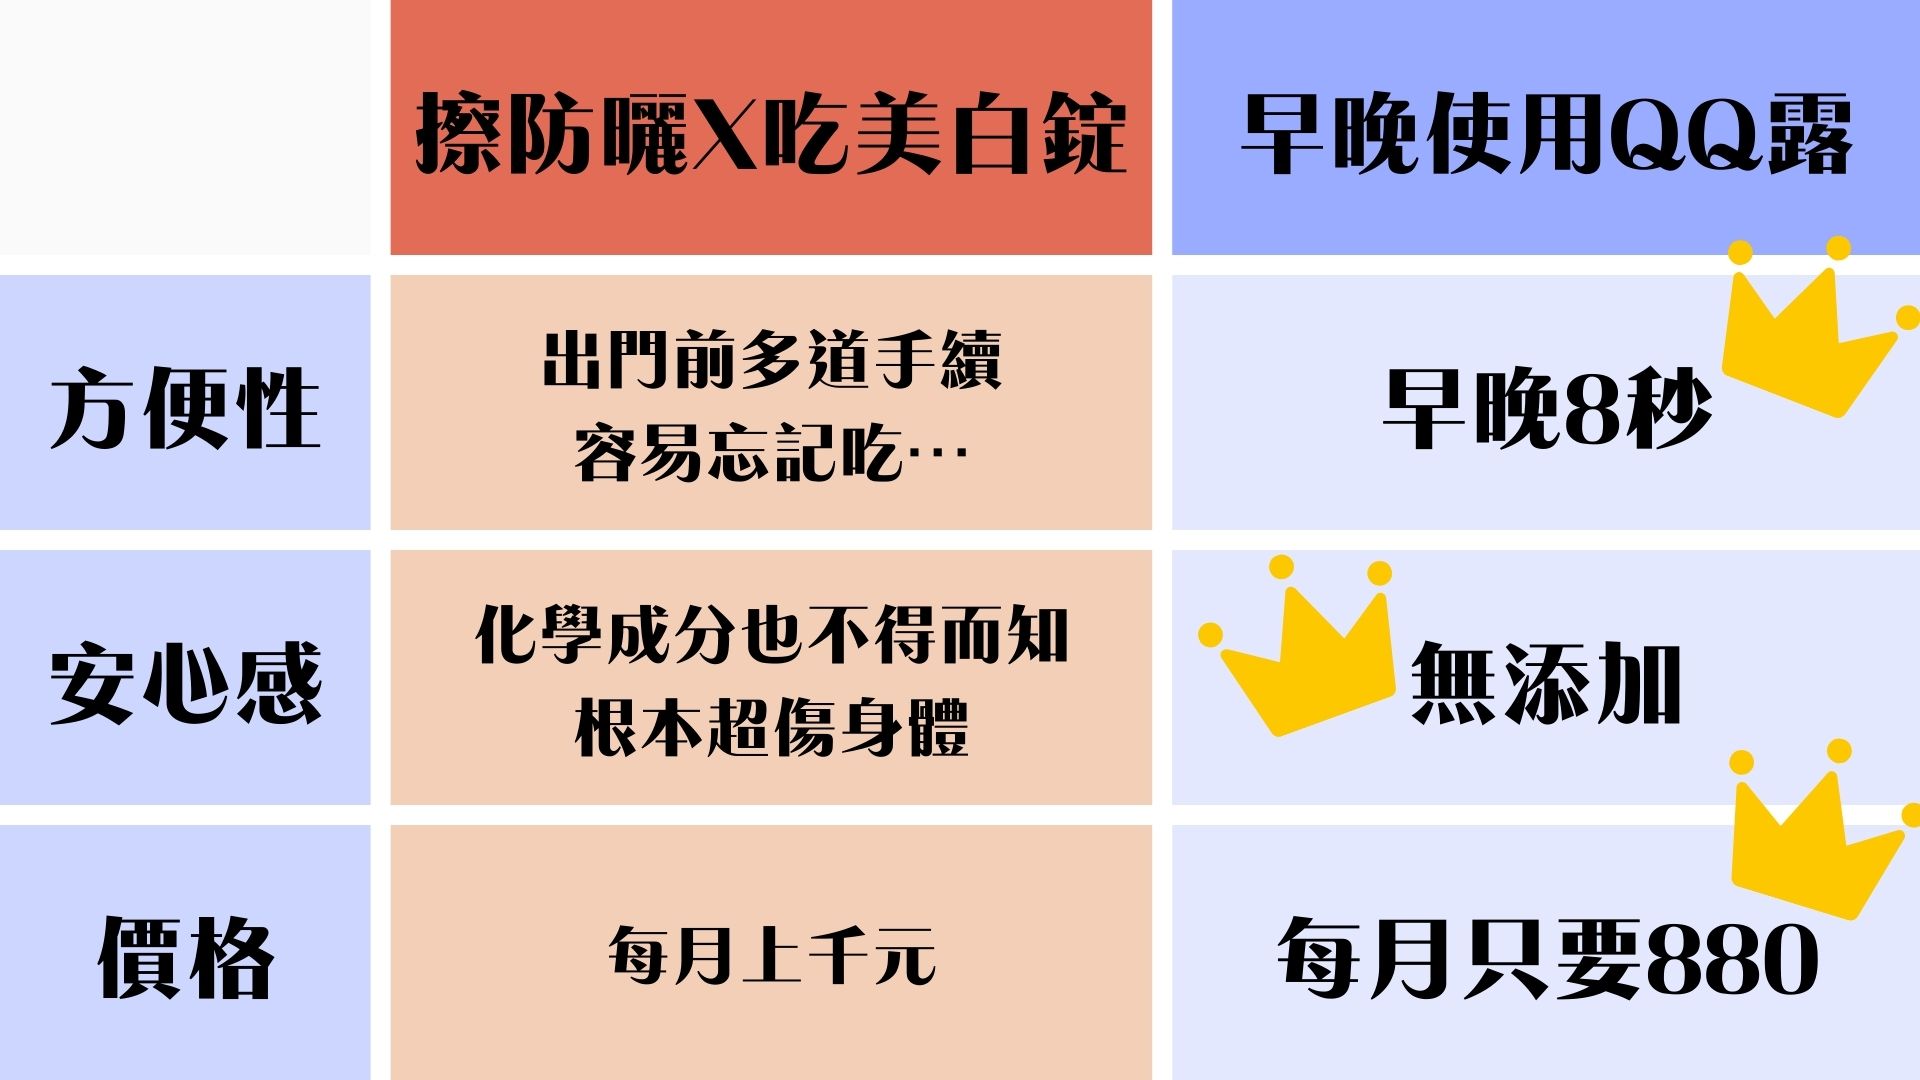 擦防曬X吃美白錠
早晚使用QQ露
方便性
出門前多道手續
容易忘記吃⋯
早晚8秒
安心感
化學成分也不得而知
根本超傷身體
無添加
價格
每月上千元
每月只要880